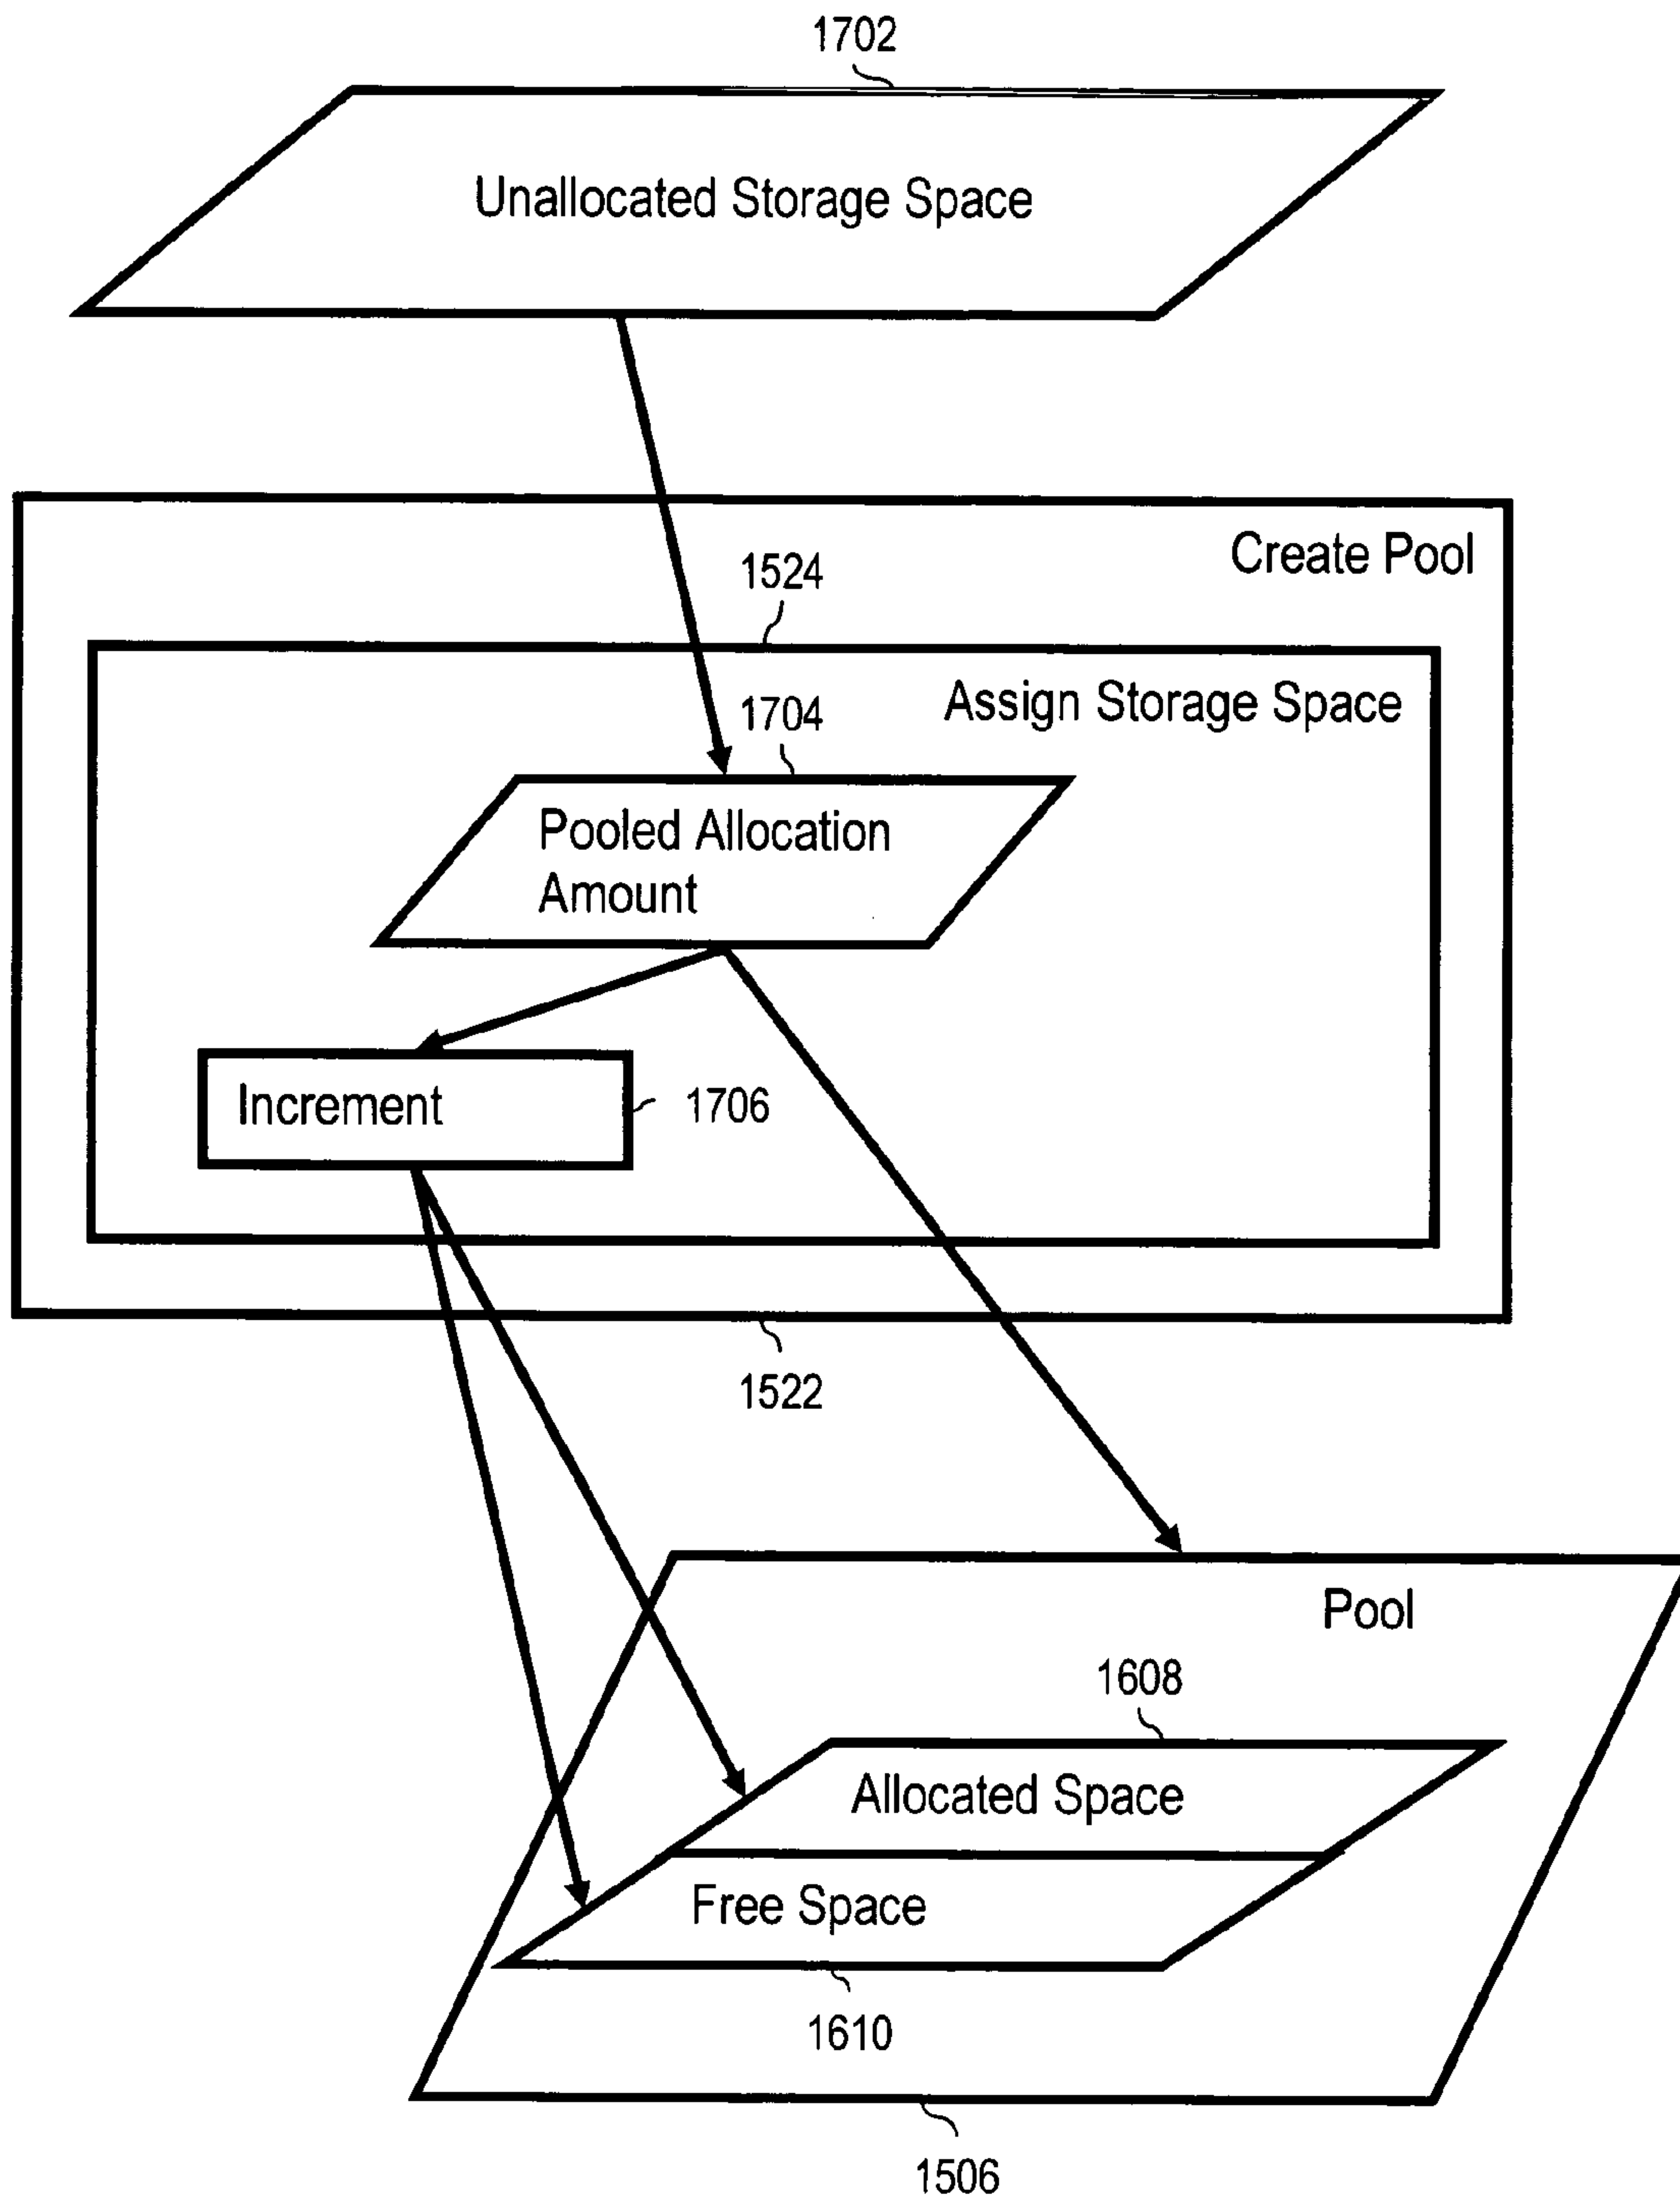 1702
Unallocated Storage Space
Create Pool
1524
Assign Storage Space
1704
Pooled Allocation
Amount
Increment
1706
1522
Pool
1608
Allocated Space
Free Space
1610
1506